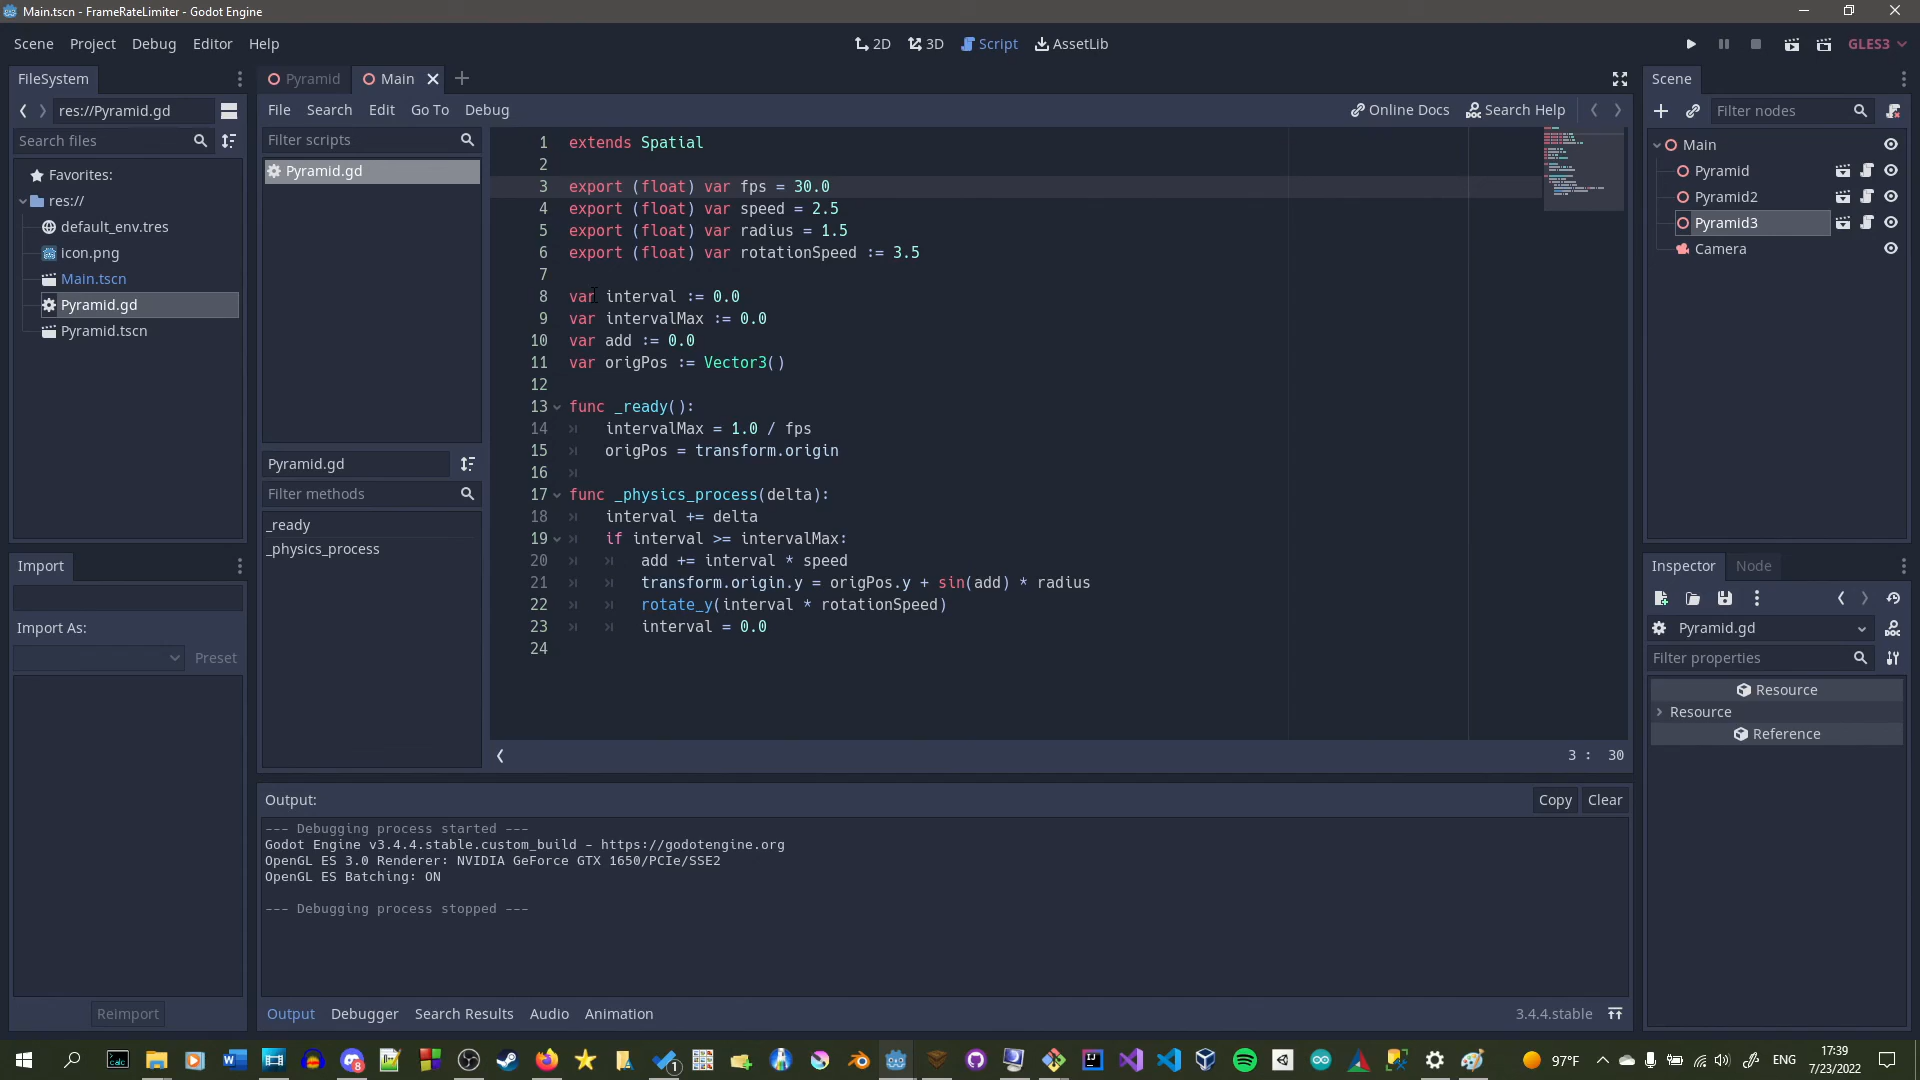 Main.tscn - FrameRateLimiter - Godot Engine
Scene Project Debug Editor Help
2D 3D Script AssetLib
GLES3
FileSystem
res://Pyramid.gd
Search files
Favorites:
res://
default_env.tres
icon.png
Main.tscn
Pyramid.gd
Pyramid.tscn
Import
Import As:
Preset
Reimport
Pyramid Main
File Search Edit Go To Debug
Online Docs Search Help
Filter scripts
Pyramid.gd
Pyramid.gd
Filter methods
_ready
_physics_process
1 extends Spatial
2
3 export (float) var fps = 30.0
4 export (float) var speed = 2.5
5 export (float) var radius = 1.5
6 export (float) var rotationSpeed := 3.5
7
8 var interval := 0.0
9 var intervalMax := 0.0
10 var add := 0.0
11 var origPos := Vector3()
12
13 func _ready():
14 intervalMax = 1.0 / fps
15 origPos = transform.origin
16
17 func _physics_process(delta):
18 interval += delta
19 if interval >= intervalMax:
20 add += interval * speed
21 transform.origin.y = origPos.y + sin(add) * radius
22 rotate_y(interval * rotationSpeed)
23 interval = 0.0
24
3 : 30
Output:
Copy Clear
--- Debugging process started ---
Godot Engine v3.4.4.stable.custom_build - https://godotengine.org
OpenGL ES 3.0 Renderer: NVIDIA GeForce GTX 1650/PCIe/SSE2
OpenGL ES Batching: ON
--- Debugging process stopped ---
Output Debugger Search Results Audio Animation
3.4.4.stable
Scene
Filter nodes
Main
Pyramid
Pyramid2
Pyramid3
Camera
Inspector Node
Pyramid.gd
Filter properties
Resource
Resource
Reference
97°F
ENG
17:39
7/23/2022